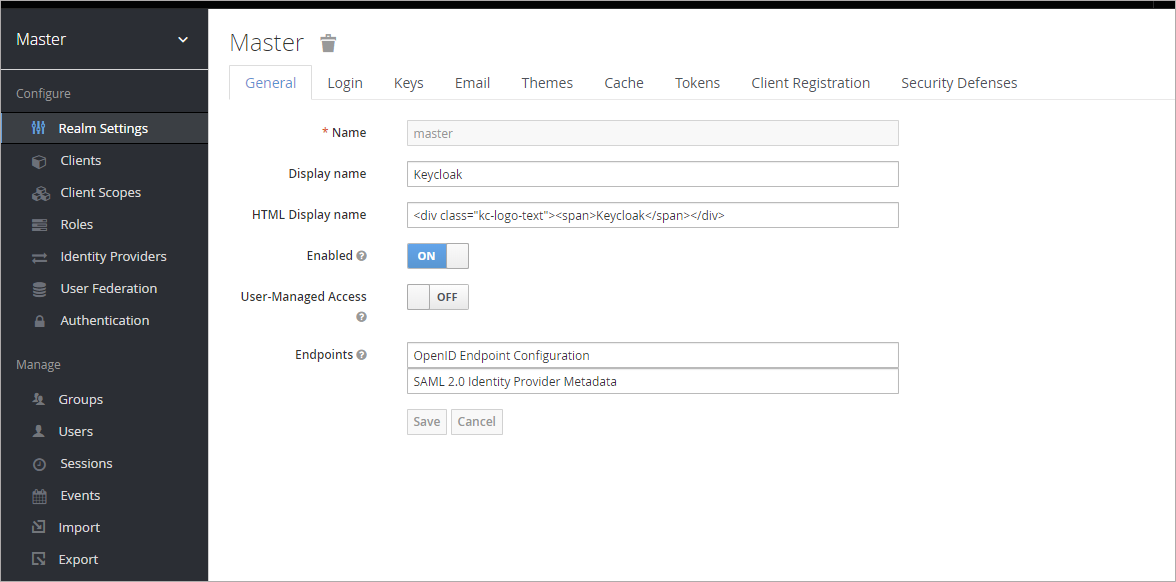 Master
Configure
Realm Settings
Clients
Client Scopes
Roles
Identity Providers
User Federation
Authentication
Manage
Groups
Users
Sessions
Events
Import
Export
Master
General Login Keys Email Themes Cache Tokens Client Registration Security Defenses
* Name master
Display name Keycloak
HTML Display name <div class="kc-logo-text"><span>Keycloak</span></div>
Enabled ? ON
User-Managed Access OFF
?
Endpoints ? OpenID Endpoint Configuration
SAML 2.0 Identity Provider Metadata
Save Cancel